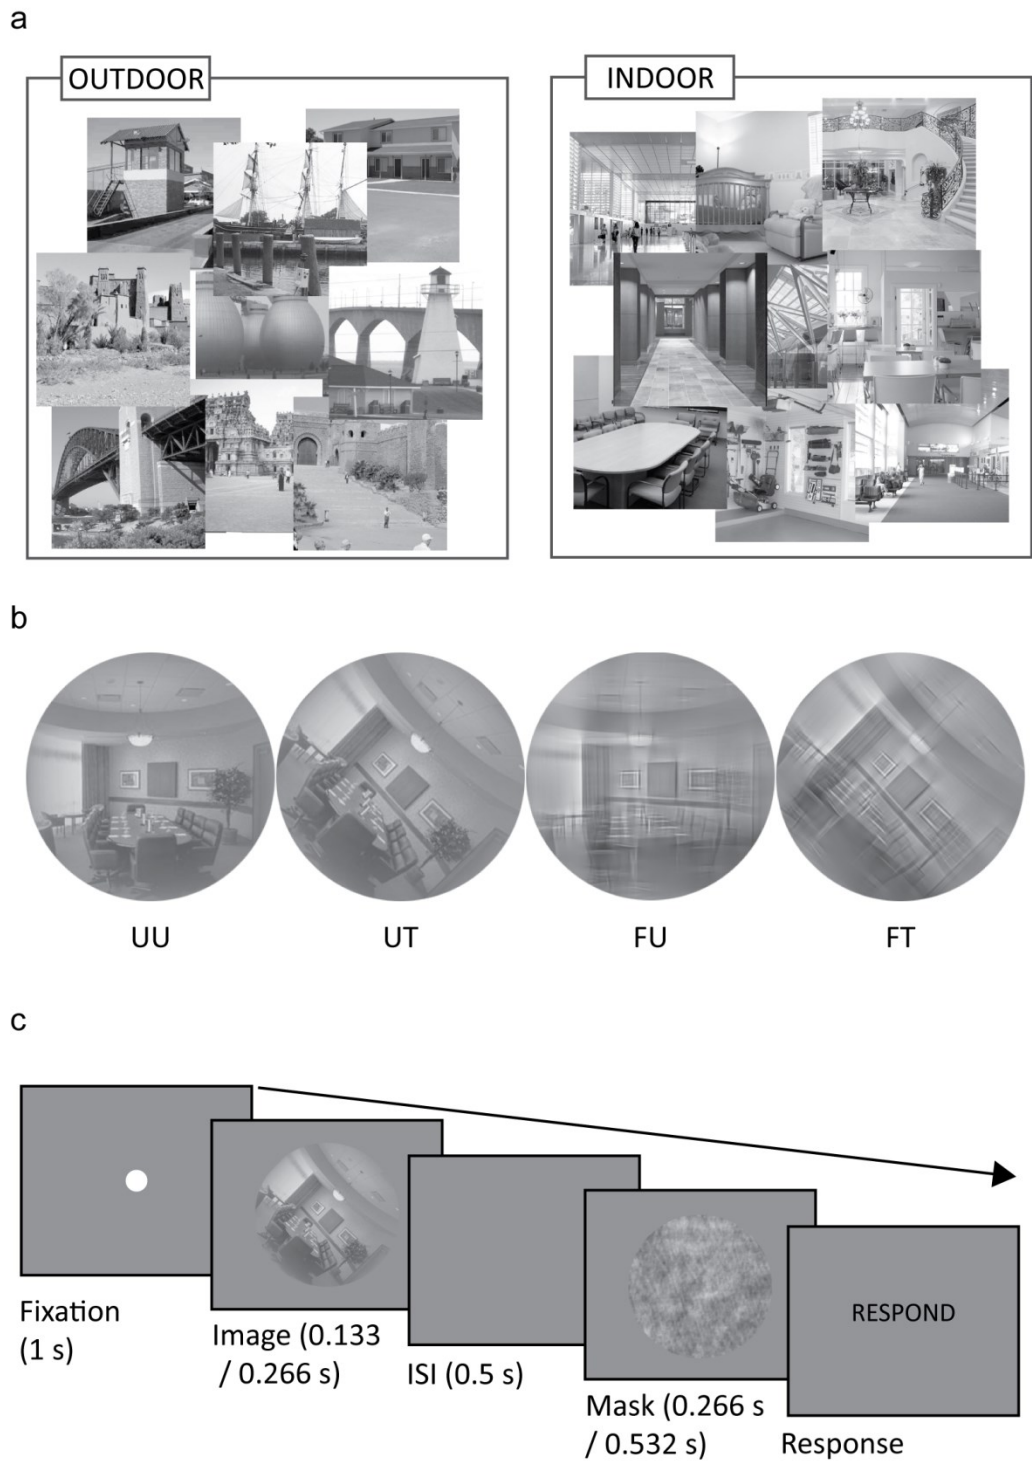 a
OUTDOOR
INDOOR
b
UU
UT
FU
FT
c
Fixation
(1 s)
Image (0.133
/ 0.266 s)
ISI (0.5 s)
Mask (0.266 s
/ 0.532 s)
RESPOND
Response